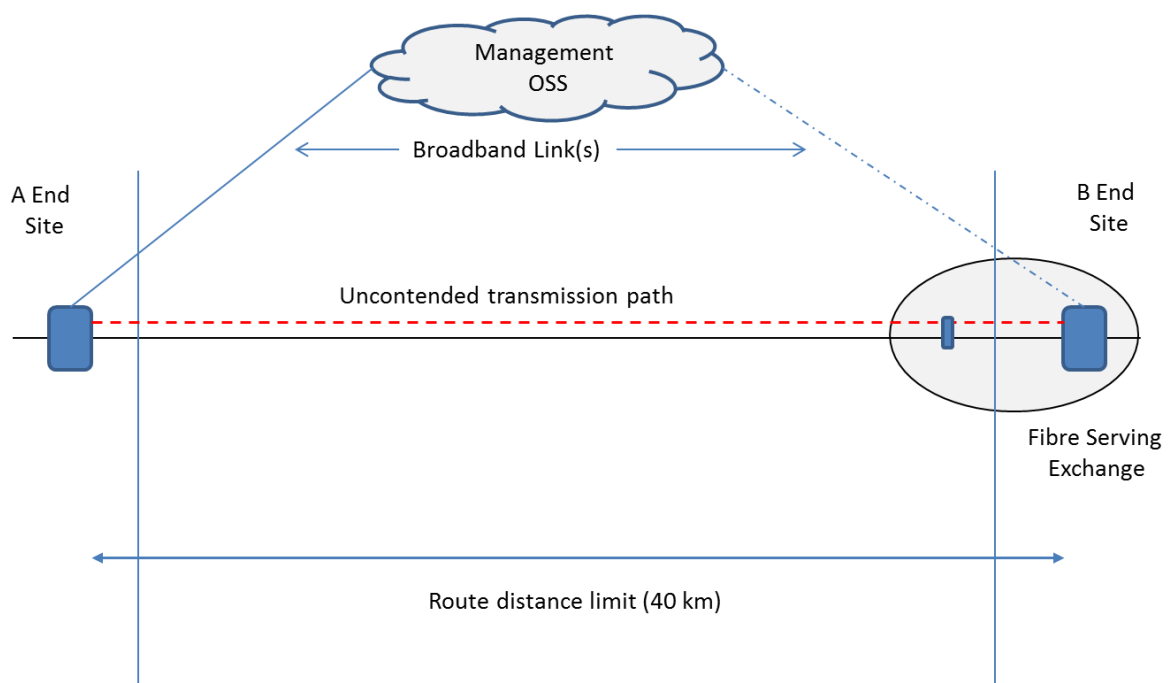 Management
OSS
Broadband Link(s)
A End
Site
B End
Site
Uncontended transmission path
Fibre Serving
Exchange
Route distance limit (40 km)